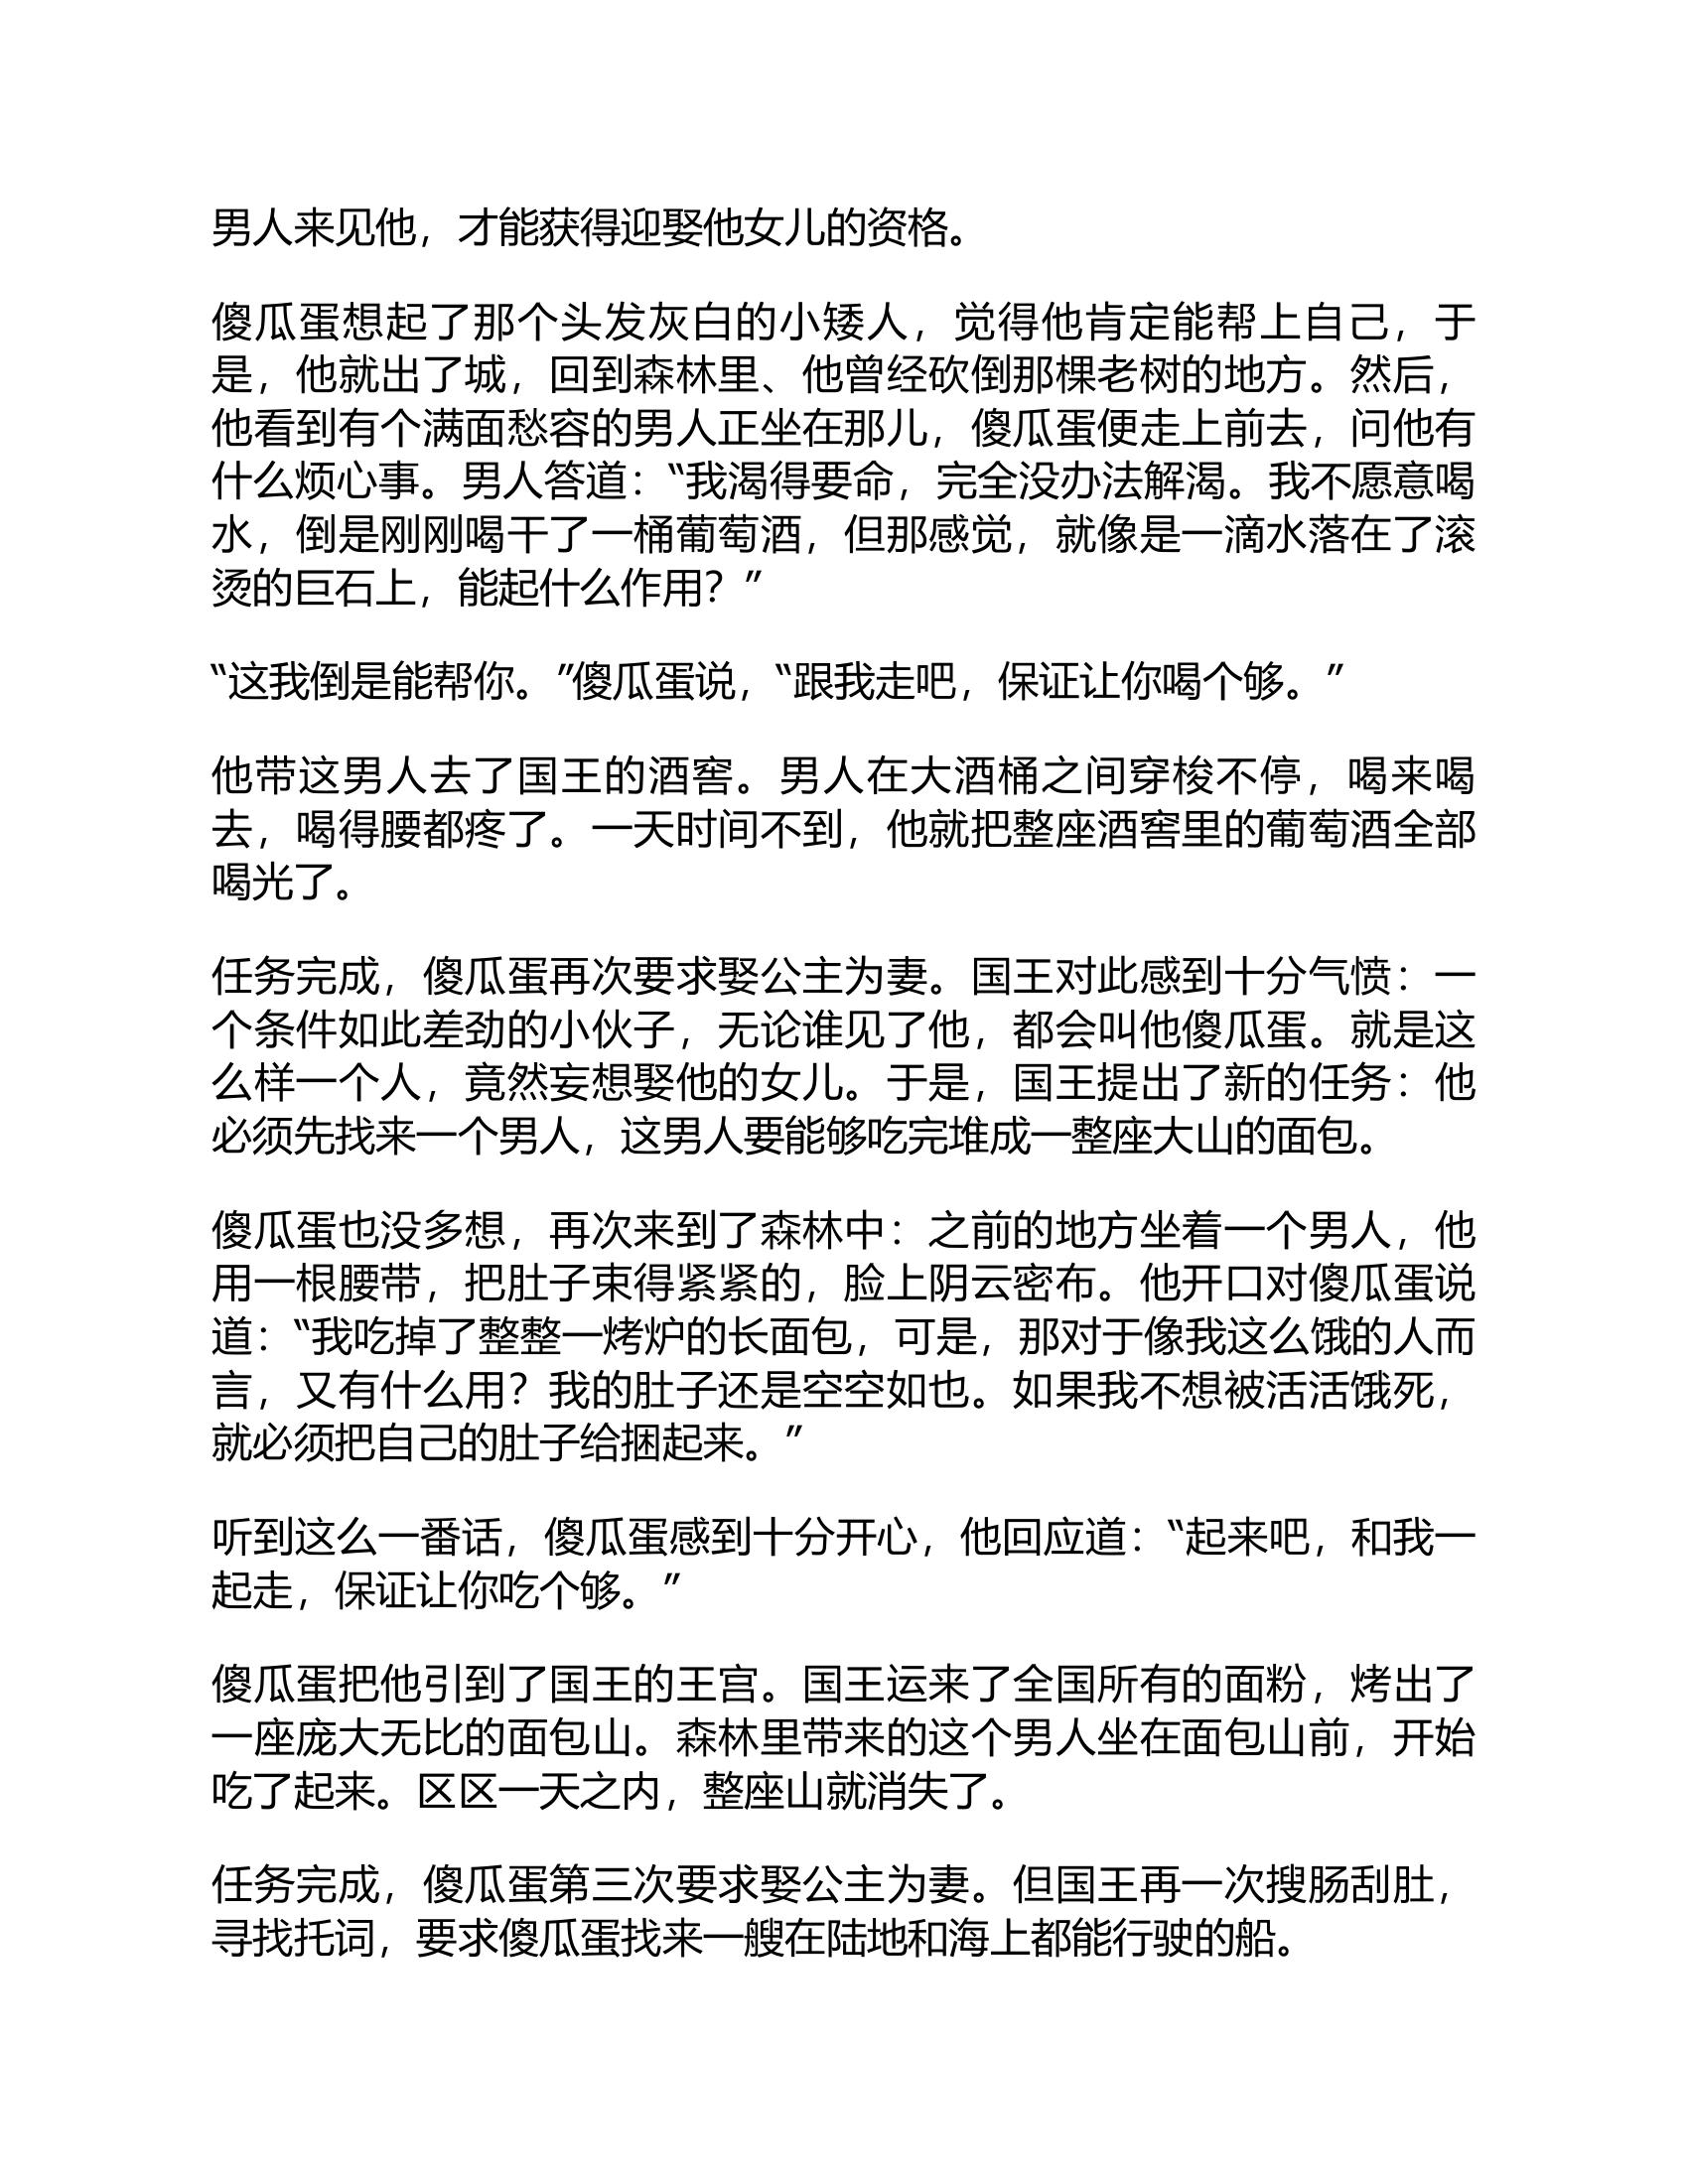 男人来见他，才能获得迎娶他女儿的资格。
傻瓜蛋想起了那个头发灰白的小矮人，觉得他肯定能帮上自己，于
是，他就出了城，回到森林里、他曾经砍倒那棵老树的地方。然后，
他看到有个满面愁容的男人正坐在那儿，傻瓜蛋便走上前去，问他有
什么烦心事。男人答道：“我渴得要命，完全没办法解渴。我不愿意喝
水，倒是刚刚喝干了一桶葡萄酒，但那感觉，就像是一滴水落在了滚
烫的巨石上，能起什么作用？”
“这我倒是能帮你。”傻瓜蛋说，“跟我走吧，保证让你喝个够。”
他带这男人去了国王的酒窖。男人在大酒桶之间穿梭不停，喝来喝
去，喝得腰都疼了。一天时间不到，他就把整座酒窖里的葡萄酒全部
喝光了。
任务完成，傻瓜蛋再次要求娶公主为妻。国王对此感到十分气愤：一
个条件如此差劲的小伙子，无论谁见了他，都会叫他傻瓜蛋。就是这
么样一个人，竟然妄想娶他的女儿。于是，国王提出了新的任务：他
必须先找来一个男人，这男人要能够吃完堆成一整座大山的面包。
傻瓜蛋也没多想，再次来到了森林中：之前的地方坐着一个男人，他
用一根腰带，把肚子束得紧紧的，脸上阴云密布。他开口对傻瓜蛋说
道：“我吃掉了整整一烤炉的长面包，可是，那对于像我这么饿的人而
言，又有什么用？我的肚子还是空空如也。如果我不想被活活饿死，
就必须把自己的肚子给捆起来。”
听到这么一番话，傻瓜蛋感到十分开心，他回应道：“起来吧，和我一
起走，保证让你吃个够。”
傻瓜蛋把他引到了国王的王宫。国王运来了全国所有的面粉，烤出了
一座庞大无比的面包山。森林里带来的这个男人坐在面包山前，开始
吃了起来。区区一天之内，整座山就消失了。
任务完成，傻瓜蛋第三次要求娶公主为妻。但国王再一次搜肠刮肚，
寻找托词，要求傻瓜蛋找来一艘在陆地和海上都能行驶的船。